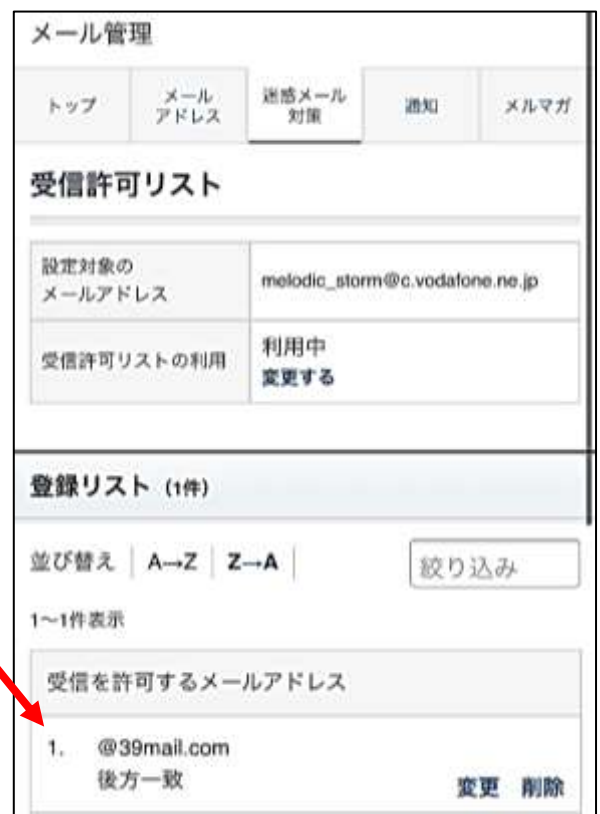 メール管理
トップ
メール
アドレス
迷惑メール
対策
通知
メルマガ
受信許可リスト
設定対象の
メールアドレス
melodic_storm@c.vodafone.ne.jp
受信許可リストの利用
利用中
変更する
登録リスト (1件)
並び替え A→Z Z→A 絞り込み
1~1件表示
受信を許可するメールアドレス
1. @39mail.com
後方一致
変更 削除